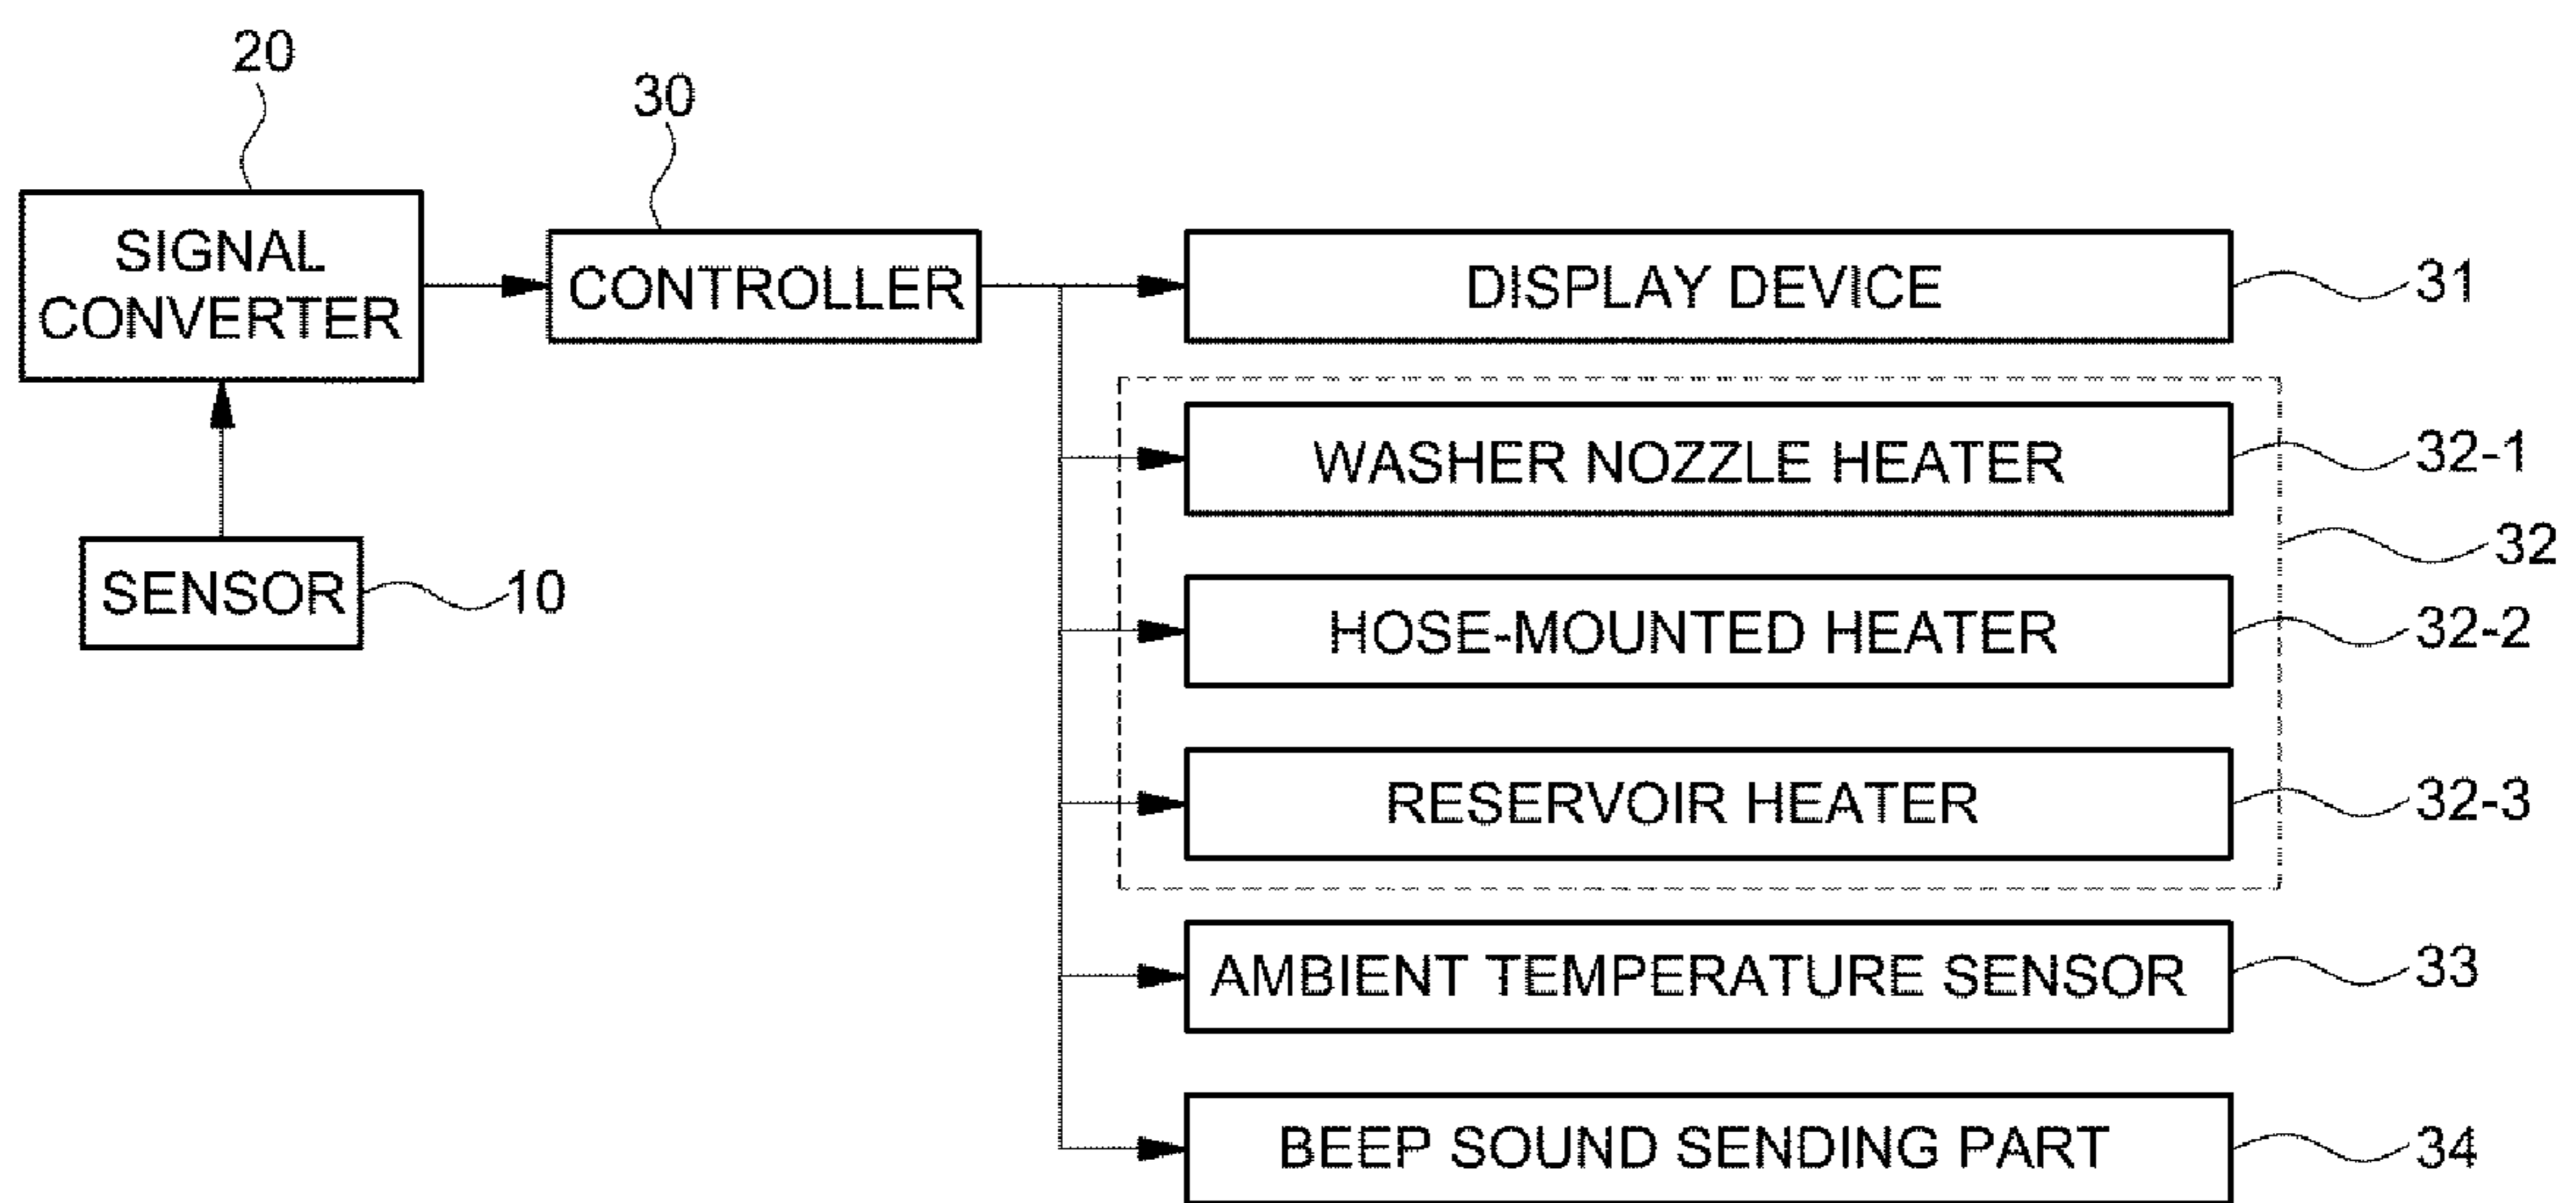 20
30
SIGNAL
CONVERTER
CONTROLLER
DISPLAY DEVICE
31
WASHER NOZZLE HEATER
32-1
32
SENSOR
10
HOSE-MOUNTED HEATER
32-2
RESERVOIR HEATER
32-3
AMBIENT TEMPERATURE SENSOR
33
BEEP SOUND SENDING PART
34